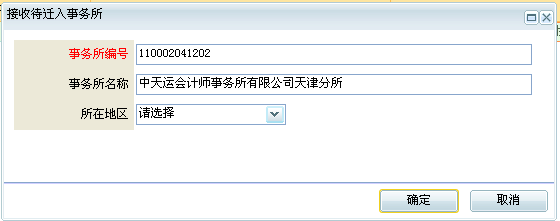 接收待迁入事务所
事务所编号 110002041202
事务所名称 中天运会计师事务所有限公司天津分所
所在地区 请选择
确定 取消